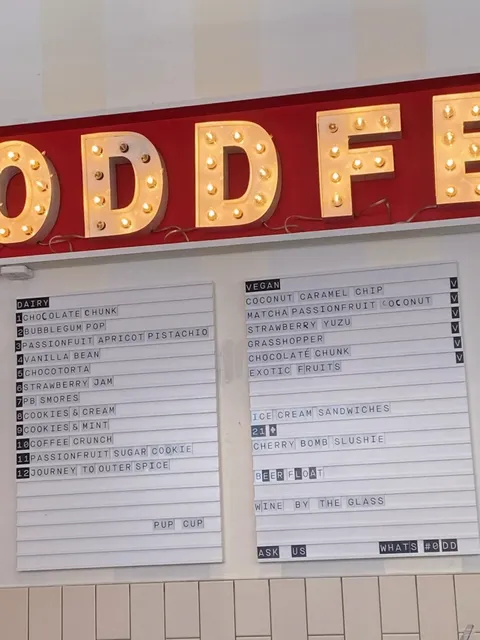 ODDFE
DAIRY
1 CHOCOLATE CHUNK
2 BUBBLEGUM POP
3 PASSIONFUIT APRICOT PISTACHIO
4 VANILLA BEAN
5 CHOCOTORTA
6 STRAWBERRY JAM
7 PB SMORES
8 COOKIES & CREAM
9 COOKIES & MINT
10 COFFEE CRUNCH
11 PASSIONFRUIT SUGAR COOKIE
12 JOURNEY TO OUTER SPICE
PUP CUP
VEGAN
COCONUT CARAMEL CHIP V
MATCHA PASSIONFRUIT COCONUT V
STRAWBERRY YUZU V
GRASSHOPPER V
CHOCOLATE CHUNK V
EXOTIC FRUITS V
ICE CREAM SANDWICHES
21+
CHERRY BOMB SLUSHIE
BEER FLOAT
WINE BY THE GLASS
ASK US WHATS #0DD